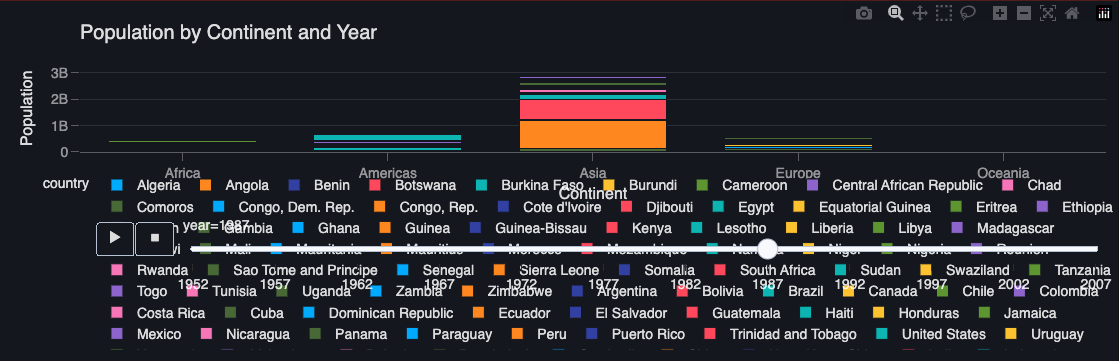 Population by Continent and Year
Population
3B
2B
1B
0
Africa Americas Asia Europe Oceania
Continent
country Algeria Angola Benin Botswana Burkina Faso Burundi Cameroon Central African Republic Chad
Comoros Congo, Dem. Rep. Congo, Rep. Cote d'Ivoire Djibouti Egypt Equatorial Guinea Eritrea Ethiopia
year=1987
Gambia Ghana Guinea Guinea-Bissau Kenya Lesotho Liberia Libya Madagascar
Mali Mauritania Mauritius Morocco Mozambique Niger Nigeria Reunion
Rwanda Sao Tome and Principe Senegal Sierra Leone Somalia South Africa Sudan Swaziland Tanzania
1952 1957 1962 1967 1972 1977 1982 1987 1992 1997 2002 2007
Togo Tunisia Uganda Zambia Zimbabwe Argentina Bolivia Brazil Canada Chile Colombia
Costa Rica Cuba Dominican Republic Ecuador El Salvador Guatemala Haiti Honduras Jamaica
Mexico Nicaragua Panama Paraguay Peru Puerto Rico Trinidad and Tobago United States Uruguay